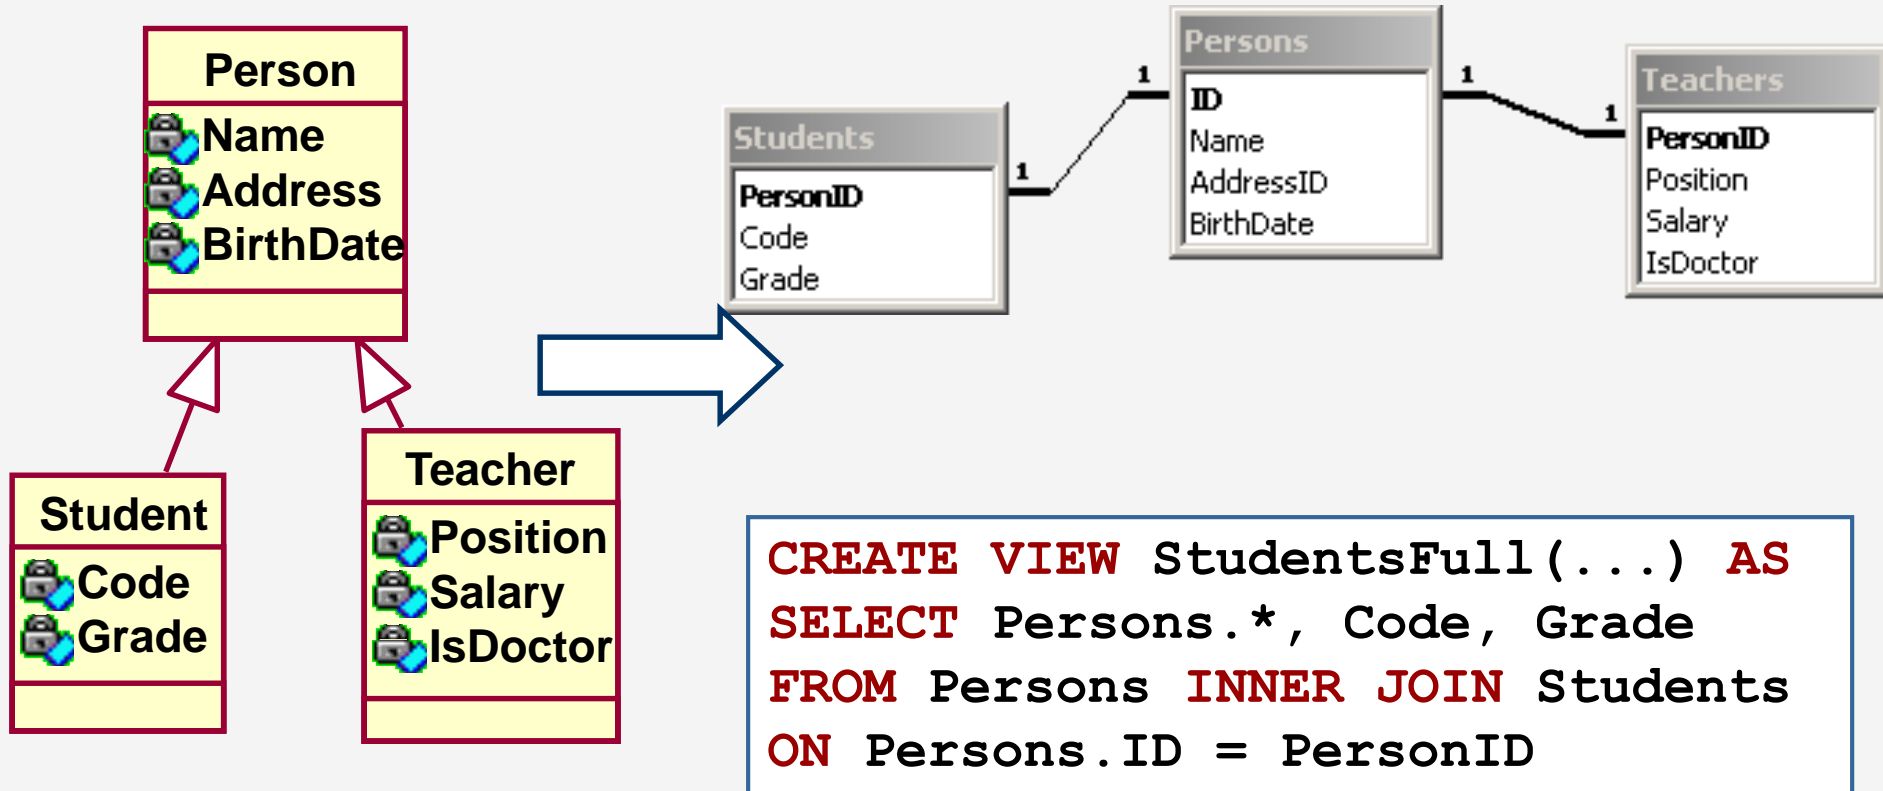 Person
Name
Address
BirthDate
Student
Code
Grade
Teacher
Position
Salary
IsDoctor
Students
PersonID
Code
Grade
1
1
Persons
ID
Name
AddressID
BirthDate
1
1
Teachers
PersonID
Position
Salary
IsDoctor
CREATE VIEW StudentsFull(...) AS
SELECT Persons.*, Code, Grade
FROM Persons INNER JOIN Students
ON Persons.ID = PersonID